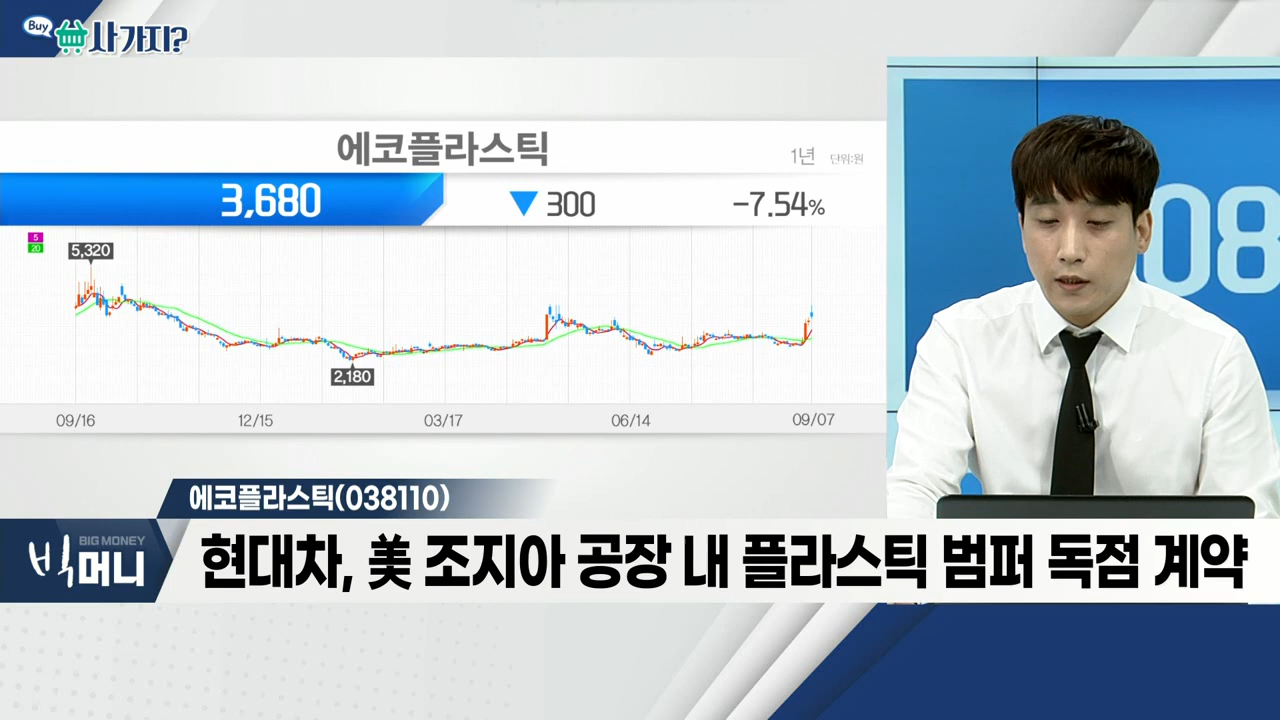 Buy
사가지?
에코플라스틱
1년 단위:원
3,680 ▼ 300 -7.54%
5
20
5,320
2,180
09/16 12/15 03/17 06/14 09/07
08
에코플라스틱(038110)
BIG MONEY
빅머니
현대차, 美 조지아 공장 내 플라스틱 범퍼 독점 계약